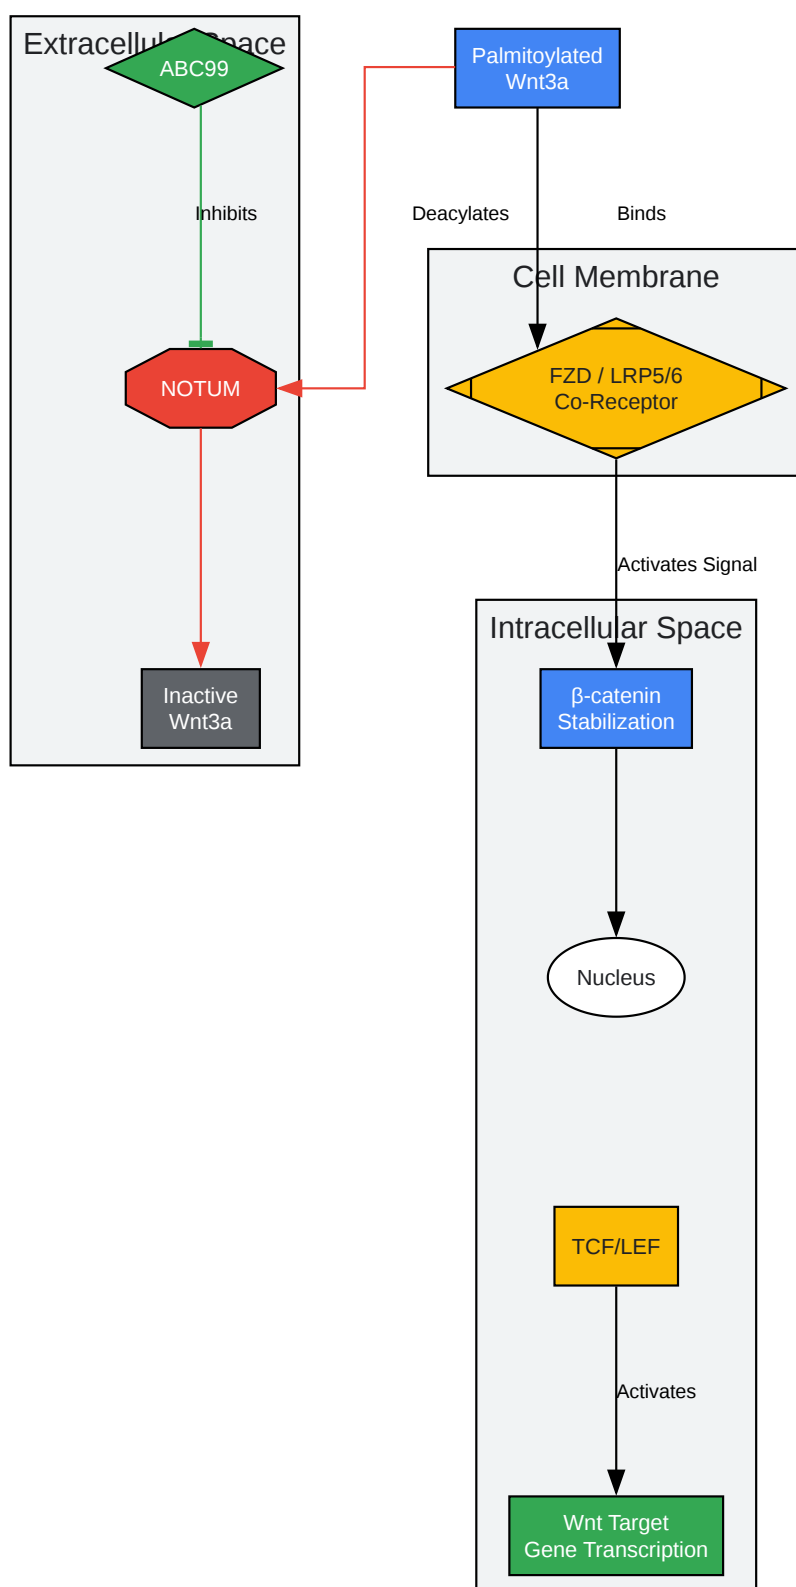 Extracellular Space
ABC99
Palmitoylated
Wnt3a
Inhibits
Deacylates
Binds
Cell Membrane
NOTUM
FZD / LRP5/6
Co-Receptor
Activates Signal
Intracellular Space
Inactive
Wnt3a
β-catenin
Stabilization
Nucleus
TCF/LEF
Activates
Wnt Target
Gene Transcription